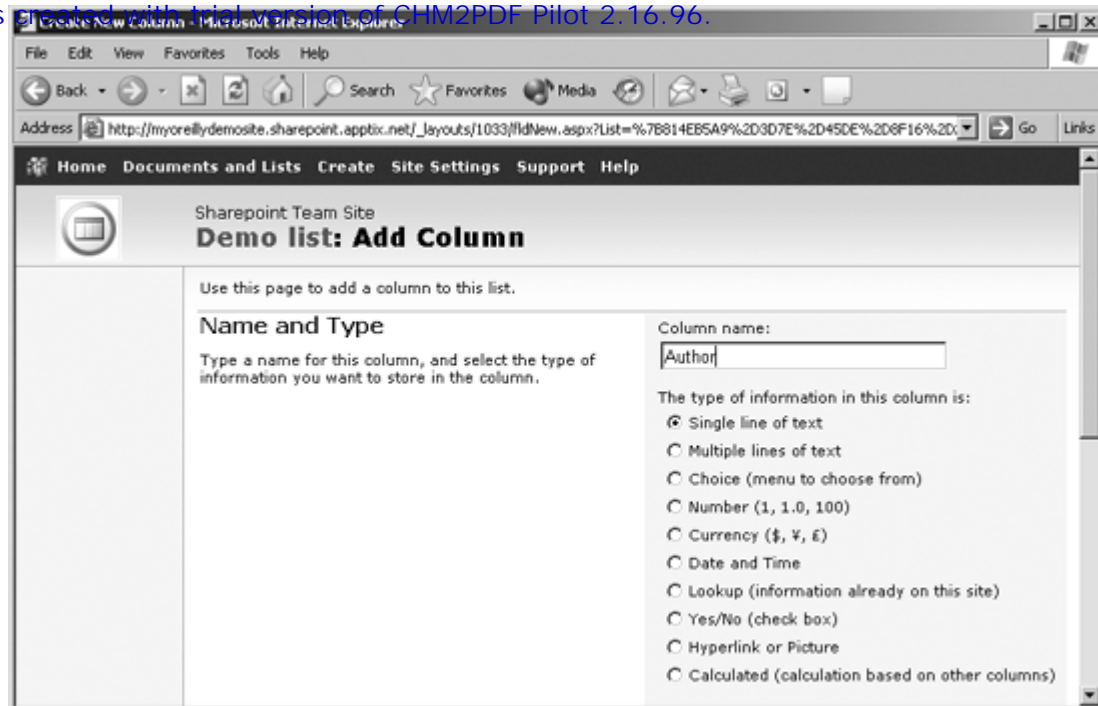 s created with trial version of CHM2PDF Pilot 2.16.96.
Create New Column - Microsoft Internet Explorer
File Edit View Favorites Tools Help
Back Search Favorites Media
Address http://myoreillydemosite.sharepoint.apptix.net/_layouts/1033/fldNew.aspx?List=%7B814EB5A9%2D3D7E%2D45DE%2D8F16%2D Go Links
Home Documents and Lists Create Site Settings Support Help
Sharepoint Team Site
Demo list: Add Column
Use this page to add a column to this list.
Name and Type
Type a name for this column, and select the type of
information you want to store in the column.
Column name:
Author
The type of information in this column is:
Single line of text
Multiple lines of text
Choice (menu to choose from)
Number (1, 1.0, 100)
Currency ($, ¥, £)
Date and Time
Lookup (information already on this site)
Yes/No (check box)
Hyperlink or Picture
Calculated (calculation based on other columns)